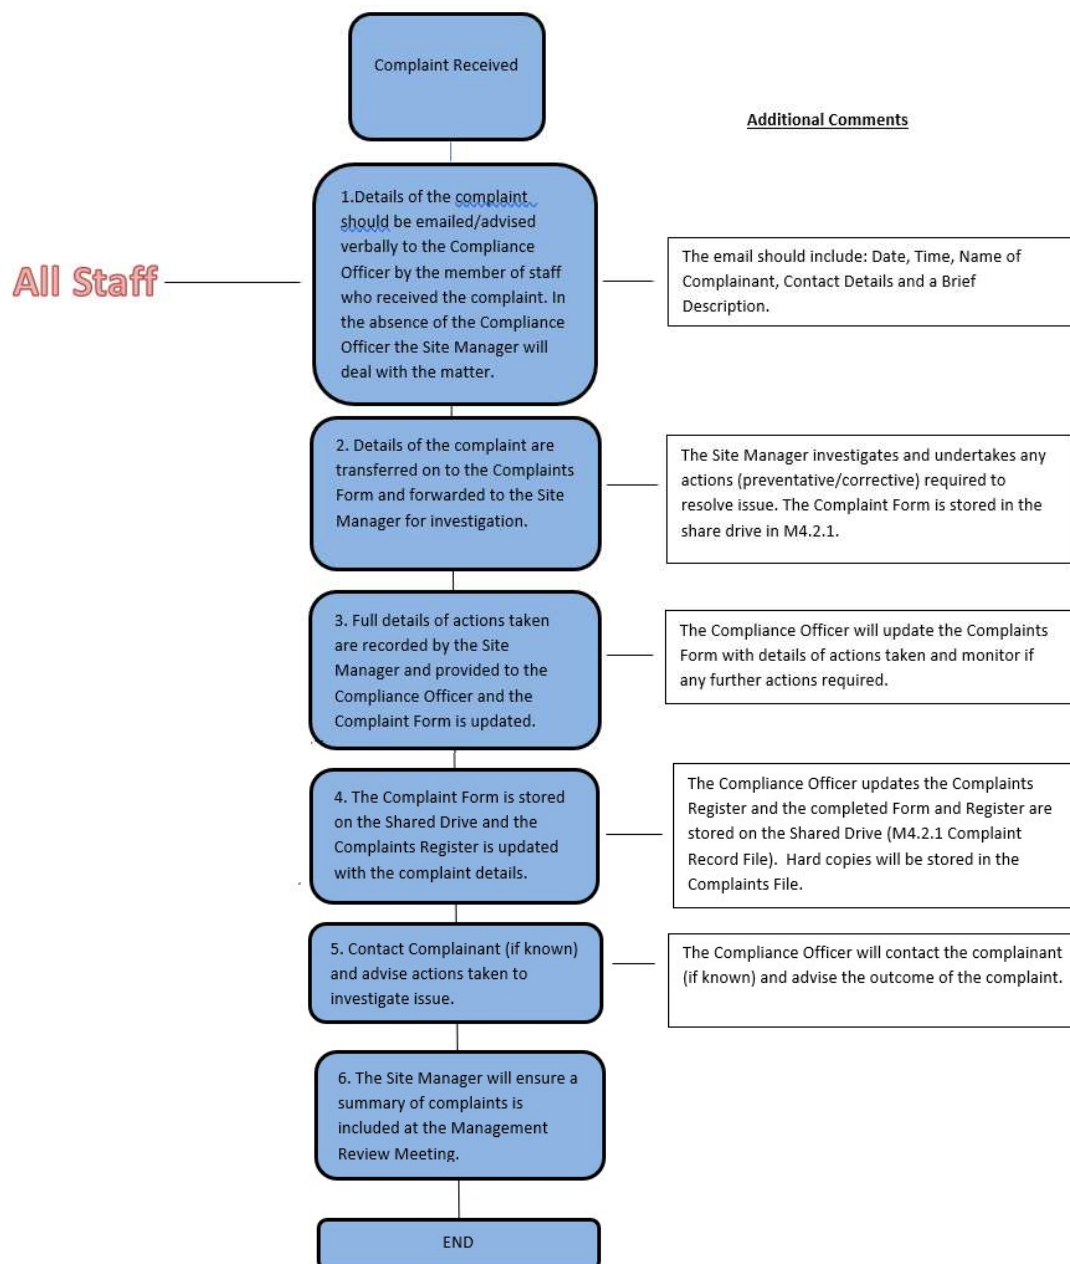 Complaint Received
Additional Comments
1.Details of the complaint
should be emailed/advised
verbally to the Compliance
Officer by the member of staff
who received the complaint. In
the absence of the Compliance
Officer the Site Manager will
deal with the matter.
All Staff
The email should include: Date, Time, Name of
Complainant, Contact Details and a Brief
Description.
2. Details of the complaint are
transferred on to the Complaints
Form and forwarded to the Site
Manager for investigation.
The Site Manager investigates and undertakes any
actions (preventative/corrective) required to
resolve issue. The Complaint Form is stored in the
share drive in M4.2.1.
3. Full details of actions taken
are recorded by the Site
Manager and provided to the
Compliance Officer and the
Complaint Form is updated.
The Compliance Officer will update the Complaints
Form with details of actions taken and monitor if
any further actions required.
4. The Complaint Form is stored
on the Shared Drive and the
Complaints Register is updated
with the complaint details.
The Compliance Officer updates the Complaints
Register and the completed Form and Register are
stored on the Shared Drive (M4.2.1 Complaint
Record File).  Hard copies will be stored in the
Complaints File.
5. Contact Complainant (if known)
and advise actions taken to
investigate issue.
The Compliance Officer will contact the complainant
(if known) and advise the outcome of the complaint.
6. The Site Manager will ensure a
summary of complaints is
included at the Management
Review Meeting.
END